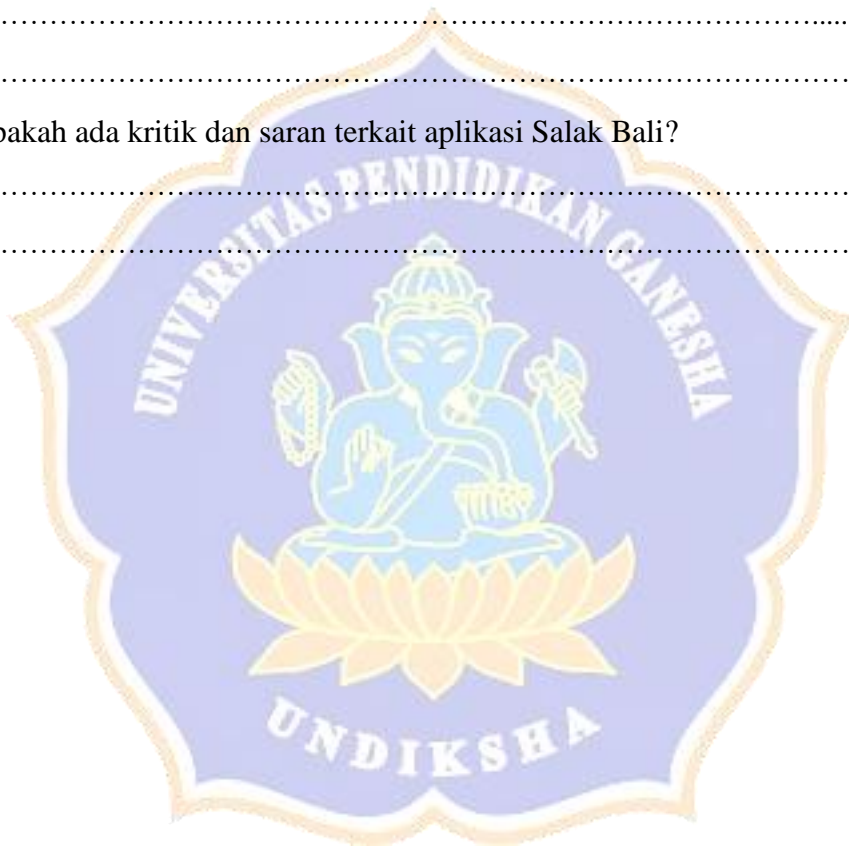 …………………………………………………………………….....
………………………………………………………………………
pakah ada kritik dan saran terkait aplikasi Salak Bali?
………………………………………………………………………
………………………………………………………………………
UNIVERSITAS PENDIDIKAN GANESHA
UNDIKSHA